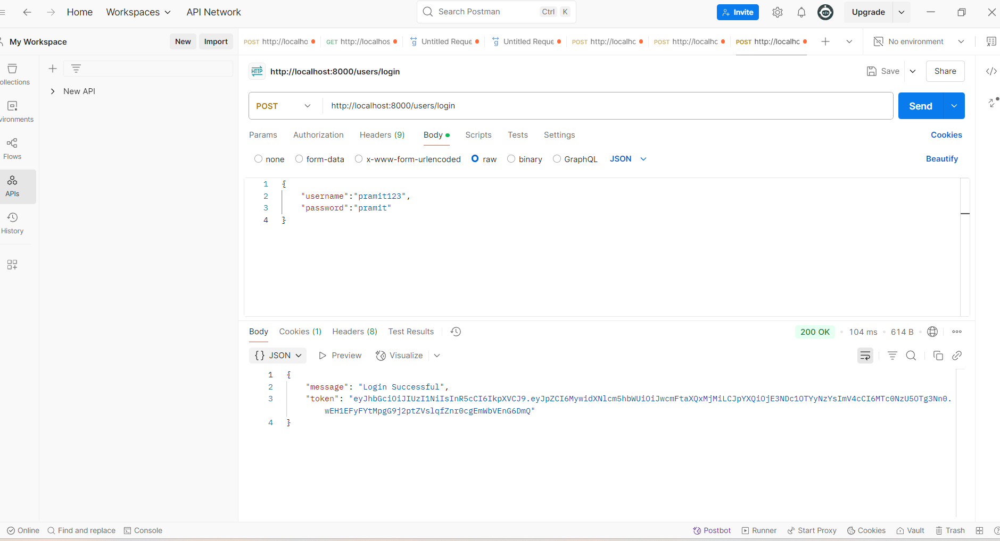 Home Workspaces API Network Search Postman Ctrl K Invite Upgrade
My Workspace New Import POST http://localho GET http://localhos Untitled Reque Untitled Reque POST http://localhc POST http://localhc POST http://localhc No environment
ollections
vironments
Flows
APIs
History
New API
HTTP http://localhost:8000/users/login Save Share
POST http://localhost:8000/users/login Send
Params Authorization Headers (9) Body Scripts Tests Settings Cookies
none form-data x-www-form-urlencoded raw binary GraphQL JSON Beautify
1 {
2 "username":"pramit123",
3 "password":"pramit"
4 }
Body Cookies (1) Headers (8) Test Results 200 OK 104 ms 614 B
{} JSON Preview Visualize
1 {
2 "message": "Login Successful",
3 "token": "eyJhbGciOiJIUzI1NiIsInR5cCI6IkpXVCJ9.eyJpZCI6MywidXNlcm5hbWUiOiJwcmFtaXQxMjMiLCJpYXQiOjE3NDc1OTYyNzYsImV4cCI6MTc0NzU5OTg3Nn0.
wEH1EFyFYtMpgG9j2ptZVslqfZnr0cgEmWbVEnG6DmQ"
4 }
Online Find and replace Console Postbot Runner Start Proxy Cookies Vault Trash